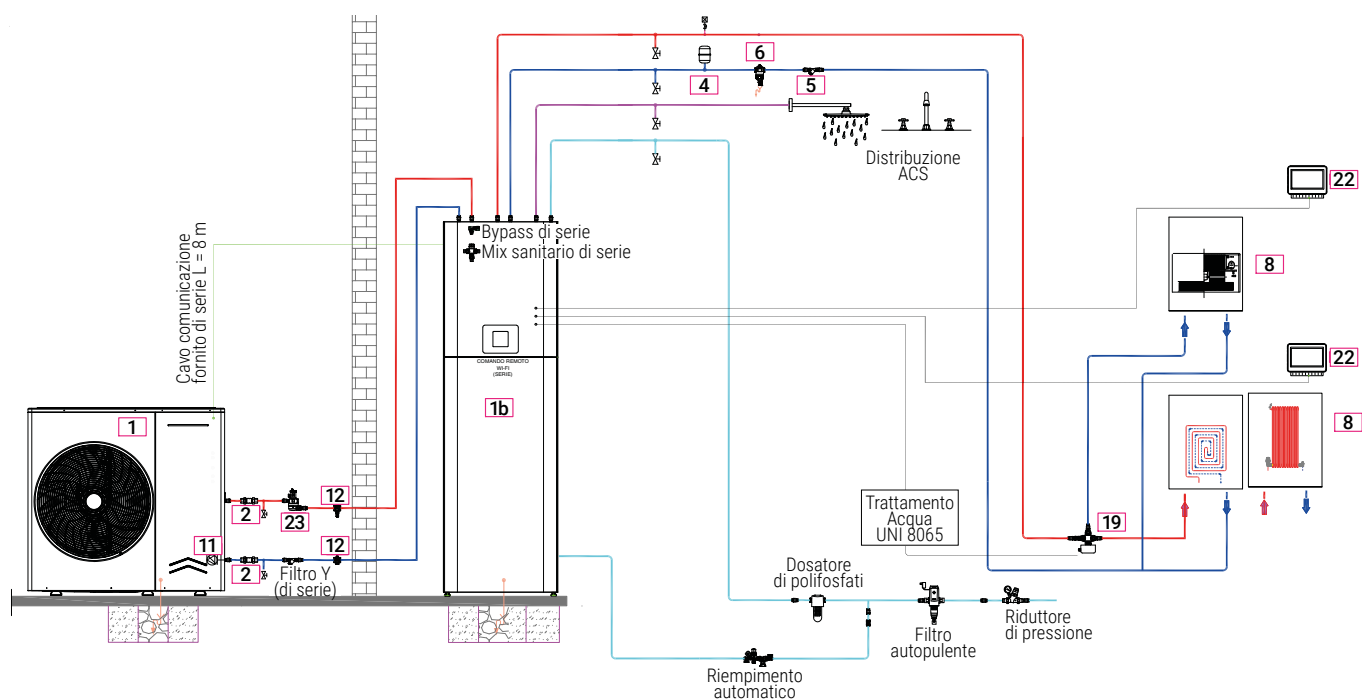 6
4
5
Distribuzione
ACS
22
8
22
8
Cavo comunicazione
fornito di serie L = 8 m
Bypass di serie
Mix sanitario di serie
COMANDO REMOTO
WI-FI
(SERIE)
1b
1
2
23
12
11
2
Filtro Y
(di serie)
12
Trattamento
Acqua
UNI 8065
19
Dosatore
di polifosfati
Filtro
autopulente
Riduttore
di pressione
Riempimento
automatico